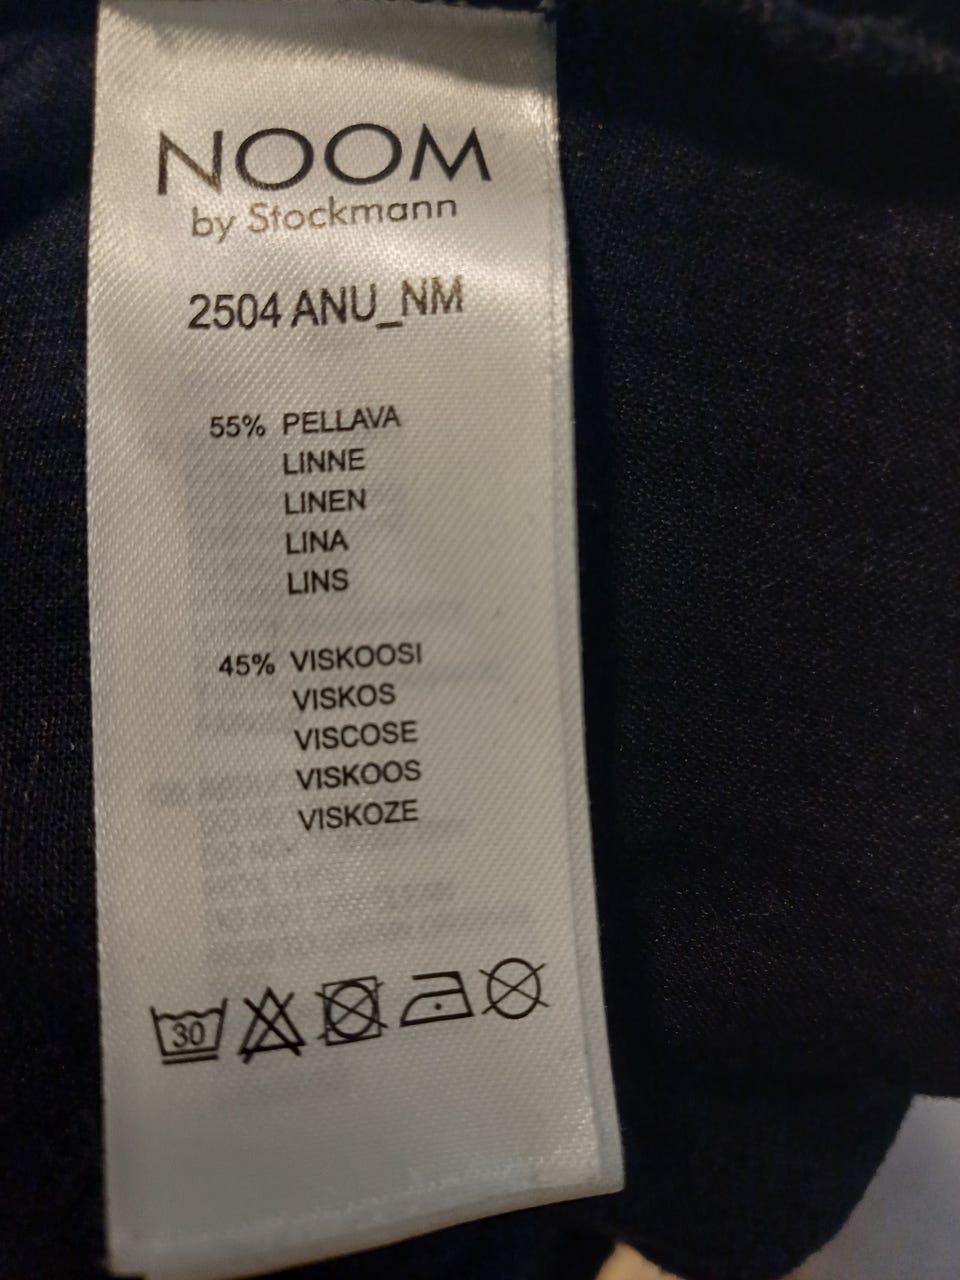 NOOM
by Stockmann
2504 ANU_NM
55% PELLAVA
LINNE
LINEN
LINA
LINS
45% VISKOOSI
VISKOS
VISCOSE
VISKOOS
VISKOZE
30